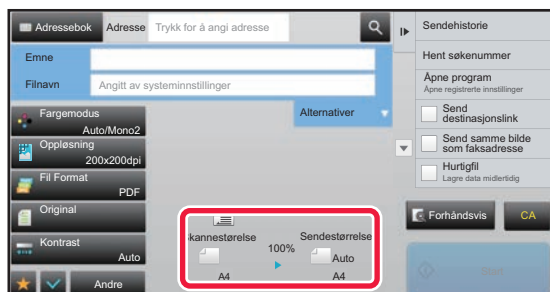 Adressebok
Adresse
Trykk for å angi adresse
Emne
Filnavn
Angitt av systeminnstillinger
Alternativer
Fargemodus
Auto/Mono2
Oppløsning
200x200dpi
Fil Format
PDF
Original
Kontrast
Auto
Andre
kannestørelse
100%
Sendestørrelse
A4
Auto
A4
Sendehistorie
Hent søkenummer
Åpne program
Åpne registrerte innstillinger
Send
destinasjonslink
Send samme bilde
som faksadresse
Hurtigfil
Lagre data midlertidig
Forhåndsvis
CA
Start